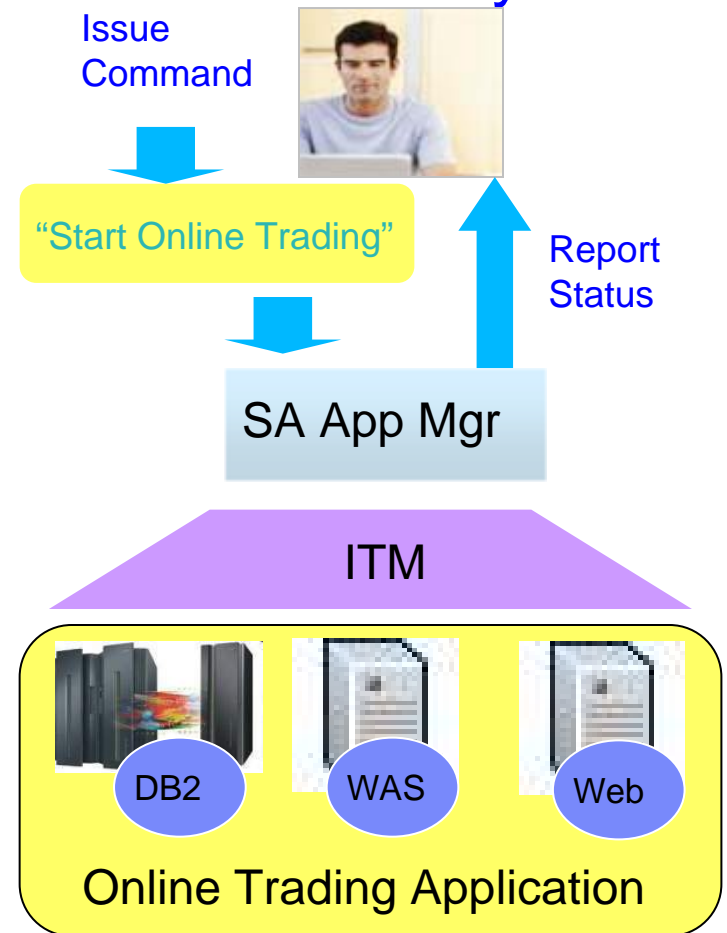 Issue
Command
“Start Online Trading”
Report
Status
SA App Mgr
ITM
DB2
WAS
Web
Online Trading Application